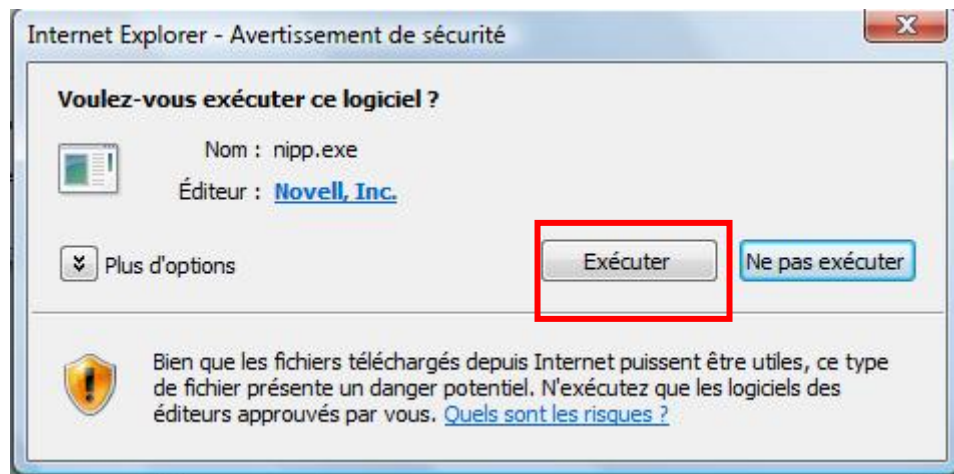 Internet Explorer - Avertissement de sécurité
Voulez-vous exécuter ce logiciel ?
Nom : nipp.exe
Éditeur : Novell, Inc.
Plus d'options
Exécuter
Ne pas exécuter
Bien que les fichiers téléchargés depuis Internet puissent être utiles, ce type
de fichier présente un danger potentiel. N'exécutez que les logiciels des
éditeurs approuvés par vous. Quels sont les risques ?